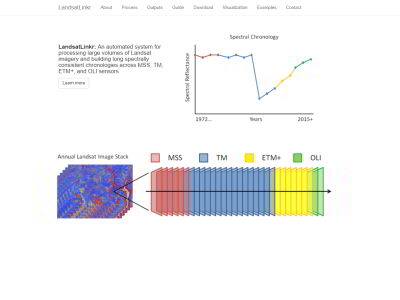 LandsatLinkr About Process Outputs Guide Download Visualization Examples Contact
Spectral Chronology
LandsatLinkr: An automated system for
processing large volumes of Landsat
imagery and building long spectrally
consistent chronologies across MSS, TM,
ETM+, and OLI sensors
Learn more
Spectral Reflectance
1972... Years 2015+
Annual Landsat Image Stack
MSS TM ETM+ OLI